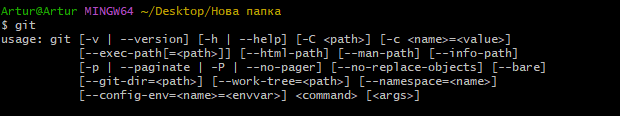 Artur@Artur MINGW64 ~/Desktop/Нова папка
$ git
usage: git [-v | --version] [-h | --help] [-C <path>] [-c <name>=<value>]
           [--exec-path[=<path>]] [--html-path] [--man-path] [--info-path]
           [-p | --paginate | -P | --no-pager] [--no-replace-objects] [--bare]
           [--git-dir=<path>] [--work-tree=<path>] [--namespace=<name>]
           [--config-env=<name>=<envvar>] <command> [<args>]